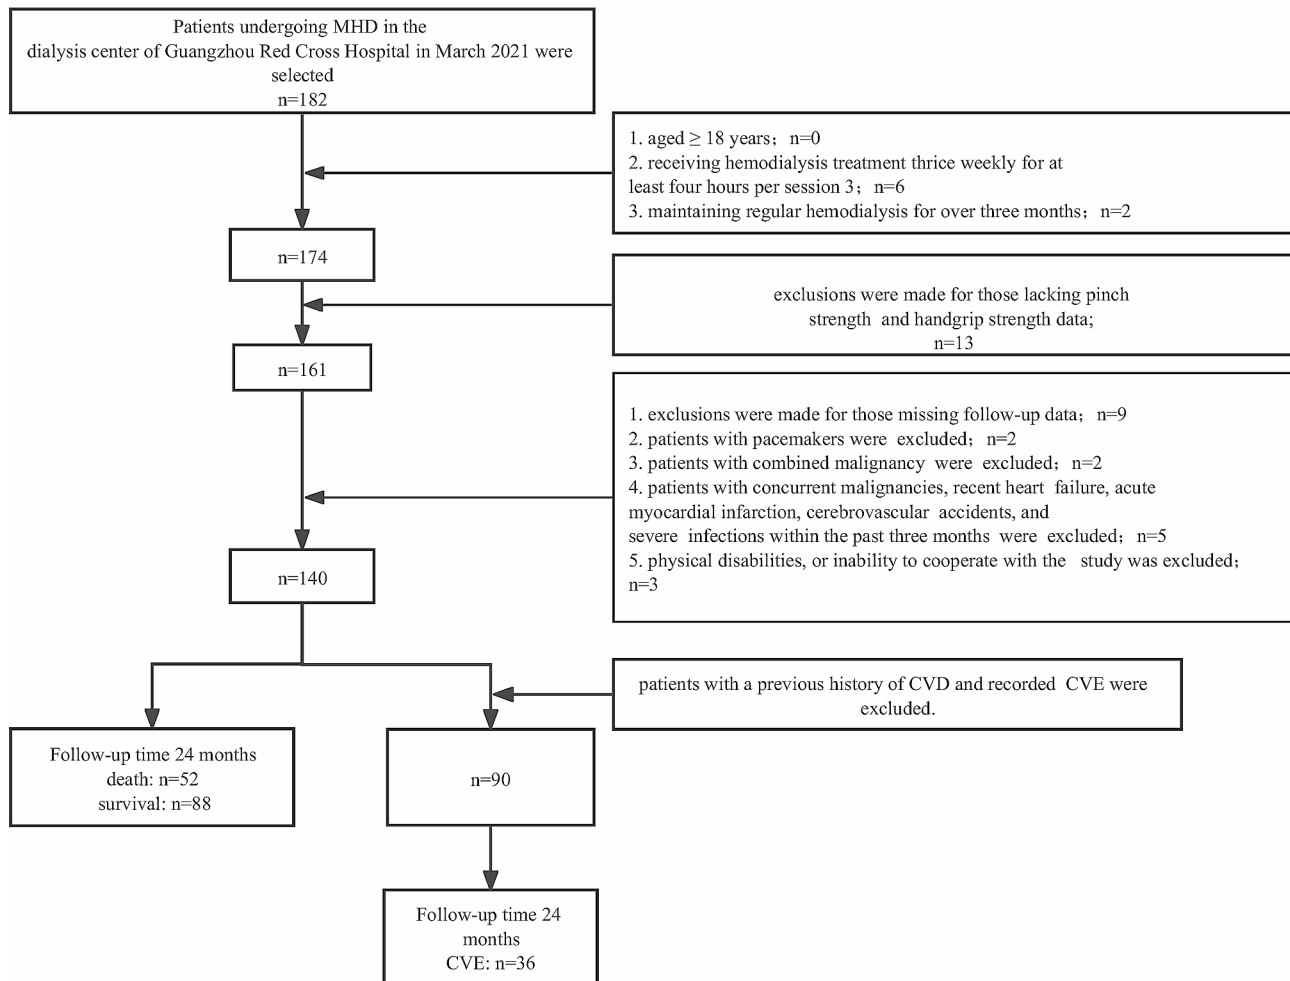 Patients undergoing MHD in the
dialysis center of Guangzhou Red Cross Hospital in March 2021 were
selected
n=182
1. aged ≥ 18 years；n=0
2. receiving hemodialysis treatment thrice weekly for at
least four hours per session 3；n=6
3. maintaining regular hemodialysis for over three months；n=2
n=174
exclusions were made for those lacking pinch
strength and handgrip strength data;
n=13
n=161
1. exclusions were made for those missing follow-up data；n=9
2. patients with pacemakers were excluded；n=2
3. patients with combined malignancy were excluded；n=2
4. patients with concurrent malignancies, recent heart failure, acute
myocardial infarction, cerebrovascular accidents, and
severe infections within the past three months were excluded；n=5
5. physical disabilities, or inability to cooperate with the study was excluded；
n=3
n=140
patients with a previous history of CVD and recorded CVE were
excluded.
Follow-up time 24 months
death: n=52
survival: n=88
n=90
Follow-up time 24
months
CVE: n=36